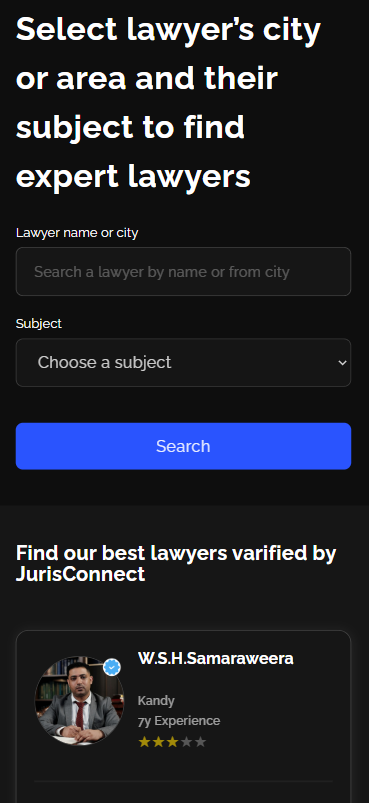 Select lawyer’s city
or area and their
subject to find
expert lawyers
Lawyer name or city
Search a lawyer by name or from city
Subject
Choose a subject
Search
Find our best lawyers varified by
JurisConnect
W.S.H.Samaraweera
Kandy
7y Experience